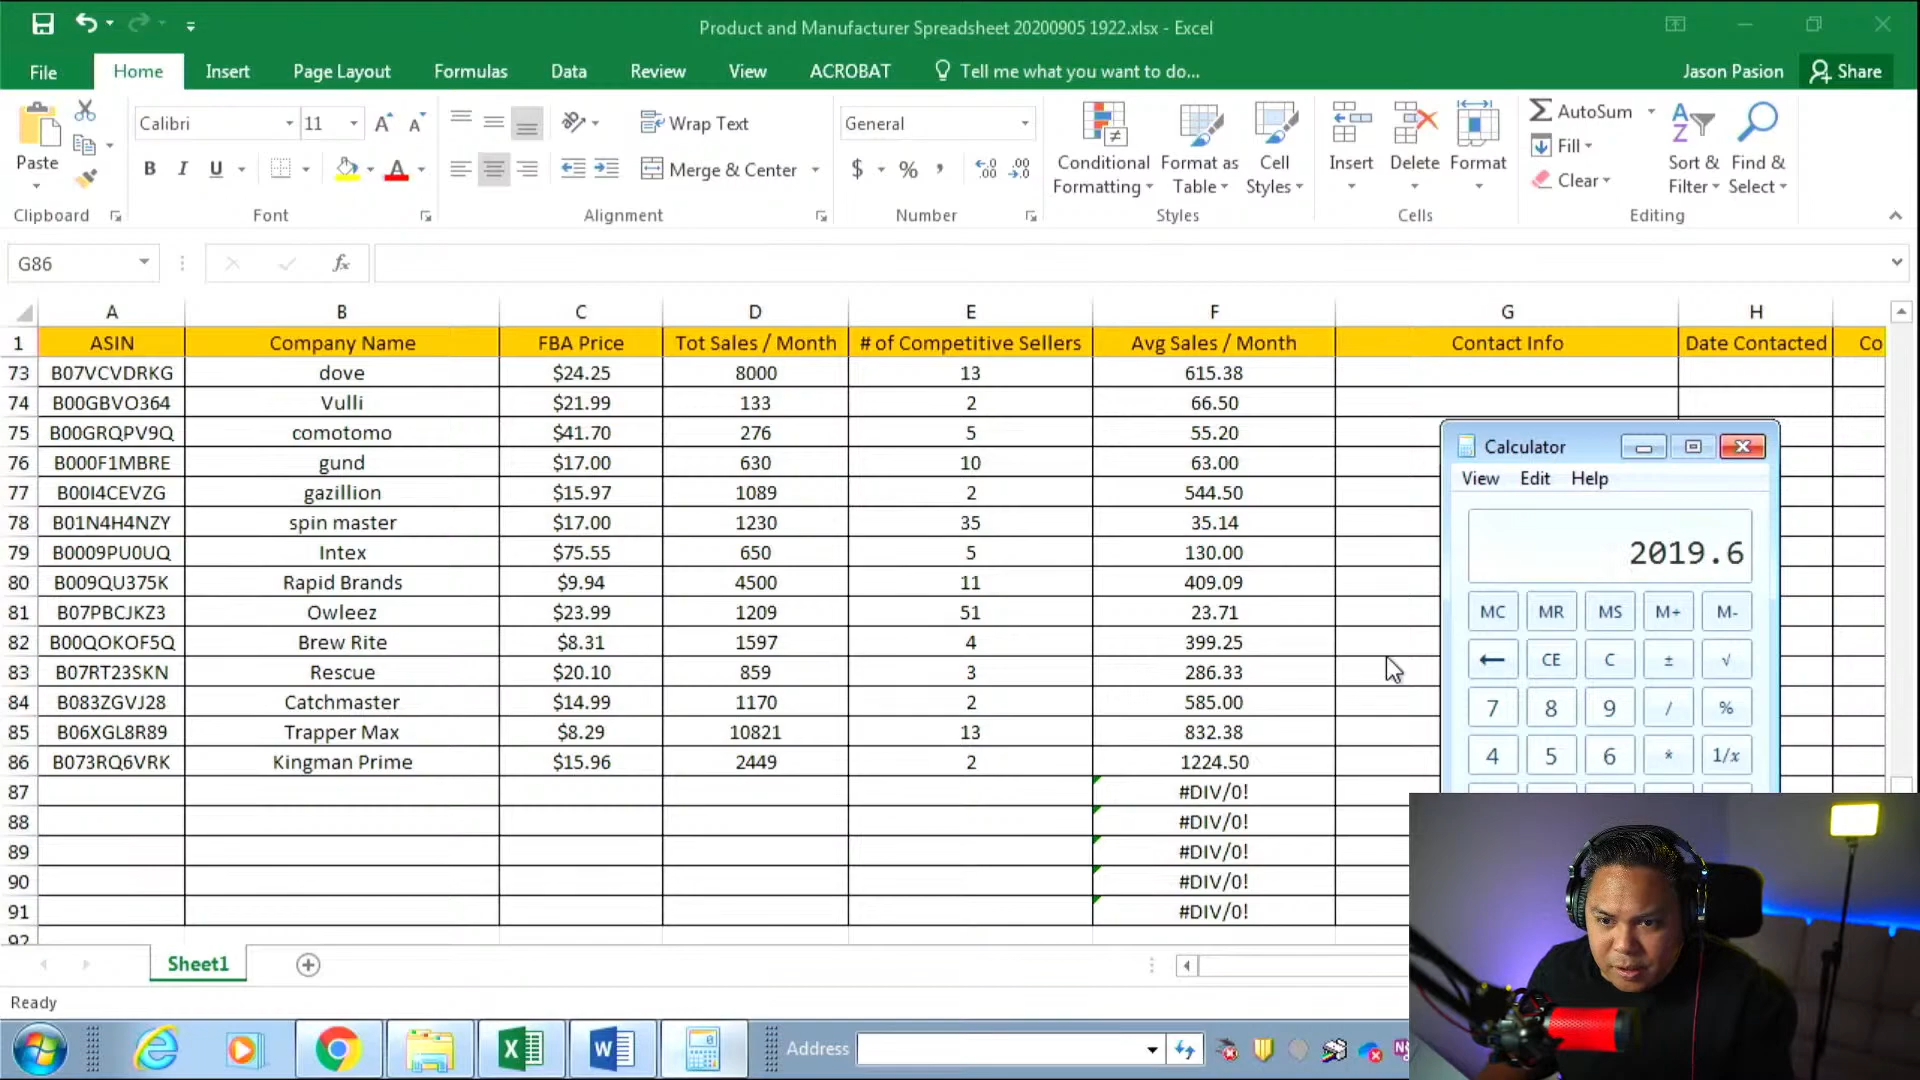 Product and Manufacturer Spreadsheet 20200905 1922.xlsx - Excel
File Home Insert Page Layout Formulas Data Review View ACROBAT Tell me what you want to do... Jason Pasion Share
Calibri 11 Wrap Text General AutoSum
Paste B I U Merge & Center $ % Conditional Formatting Format as Table Cell Styles Insert Delete Format Fill Clear Sort & Filter Find & Select
Clipboard Font Alignment Number Styles Cells Editing
G86 fx
A B C D E F G H
1 ASIN Company Name FBA Price Tot Sales / Month # of Competitive Sellers Avg Sales / Month Contact Info Date Contacted Co
73 B07VCVDRKG dove $24.25 8000 13 615.38
74 B00GBVO364 Vulli $21.99 133 2 66.50
75 B00GRQPV9Q comotomo $41.70 276 5 55.20
76 B000F1MBRE gund $17.00 630 10 63.00
77 B00I4CEVZG gazillion $15.97 1089 2 544.50
78 B01N4H4NZY spin master $17.00 1230 35 35.14
79 B0009PU0UQ Intex $75.55 650 5 130.00
80 B009QU375K Rapid Brands $9.94 4500 11 409.09
81 B07PBCJKZ3 Owleez $23.99 1209 51 23.71
82 B00QOKOF5Q Brew Rite $8.31 1597 4 399.25
83 B07RT23SKN Rescue $20.10 859 3 286.33
84 B083ZGVJ28 Catchmaster $14.99 1170 2 585.00
85 B06XGL8R89 Trapper Max $8.29 10821 13 832.38
86 B073RQ6VRK Kingman Prime $15.96 2449 2 1224.50
87 #DIV/0!
88 #DIV/0!
89 #DIV/0!
90 #DIV/0!
91 #DIV/0!
92
Calculator
View Edit Help
2019.6
MC MR MS M+ M-
← CE C ± √
7 8 9 / %
4 5 6 * 1/x
Sheet1
Ready
Address